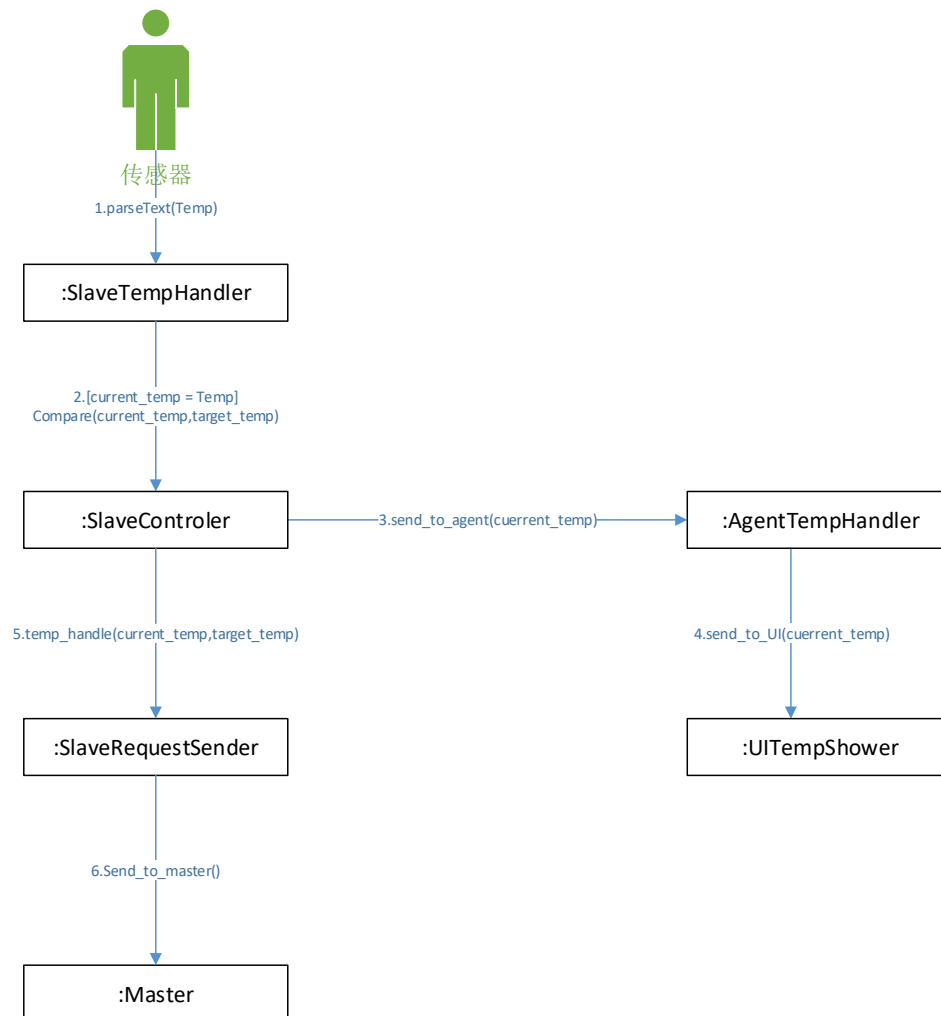 传感器
1.parseText(Temp)
:SlaveTempHandler
2.[current_temp = Temp]
Compare(current_temp,target_temp)
:SlaveControler
3.send_to_agent(cuerrent_temp)
:AgentTempHandler
5.temp_handle(current_temp,target_temp)
4.send_to_UI(cuerrent_temp)
:SlaveRequestSender
:UITempShower
6.Send_to_master()
:Master